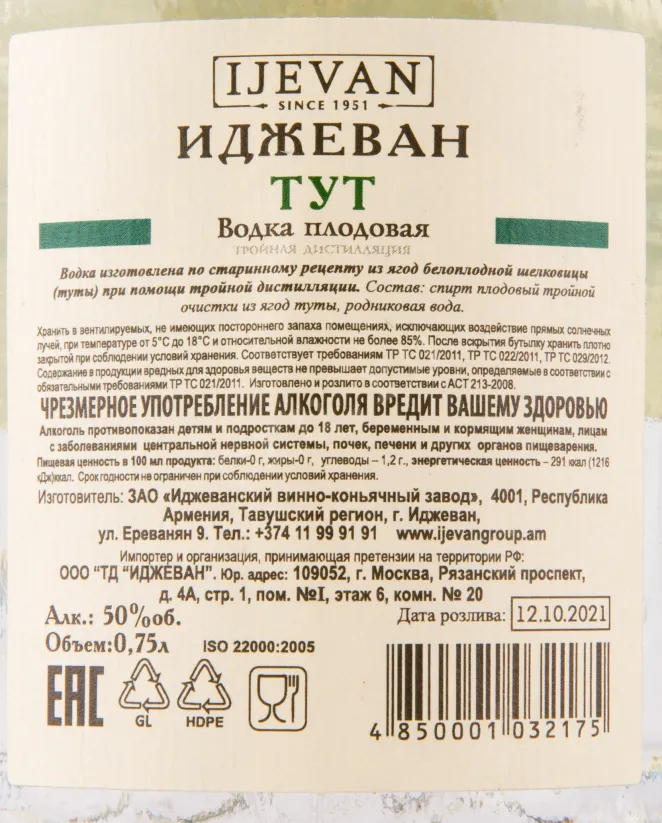 IJEVAN
SINCE 1951
ИДЖЕВАН
ТУТ
Водка плодовая
ТРОЙНАЯ ДИСТИЛЛЯЦИЯ
Водка изготовлена по старинному рецепту из ягод белоплодной шелковицы
(туты) при помощи тройной дистилляции. Состав: спирт плодовый тройной
очистки из ягод туты, родниковая вода.
Хранить в вентилируемых, не имеющих постороннего запаха помещениях, исключающих воздействие прямых солнечных
лучей, при температуре от 5°С до 18°С и относительной влажности не более 85%. После вскрытия бутылку хранить плотно
закрытой при соблюдении условий хранения. Соответствует требованиям ТР ТС 021/2011, ТР ТС 022/2011, ТР ТС 029/2012.
Содержание в продукции вредных для здоровья веществ не превышает допустимые уровни, определяемые в соответствии с
обязательными требованиями ТР ТС 021/2011. Изготовлено и розлито в соответствии с АСТ 213-2008.
ЧРЕЗМЕРНОЕ УПОТРЕБЛЕНИЕ АЛКОГОЛЯ ВРЕДИТ ВАШЕМУ ЗДОРОВЬЮ
Алкоголь противопоказан детям и подросткам до 18 лет, беременным и кормящим женщинам, лицам
с заболеваниями центральной нервной системы, почек, печени и других органов пищеварения.
Пищевая ценность в 100 мл продукта: белки-0 г, жиры-0 г, углеводы – 1,2 г., энергетическая ценность – 291 ккал (1216
кДж)ккал. Срок годности не ограничен при соблюдении условий хранения.
Изготовитель: ЗАО «Иджеванский винно-коньячный завод», 4001, Республика
Армения, Тавушский регион, г. Иджеван,
ул. Ереванян 9. Тел.: +374 11 99 91 91 www.ijevangroup.am
Импортер и организация, принимающая претензии на территории РФ:
ООО "ТД "ИДЖЕВАН". Юр. адрес: 109052, г. Москва, Рязанский проспект,
д. 4А, стр. 1, пом. №I, этаж 6, комн. № 20
Алк.: 50%об.
Дата розлива: 12.10.2021
Объем:0,75л
ISO 22000:2005
EAC
GL
HDPE
4 850001 032175